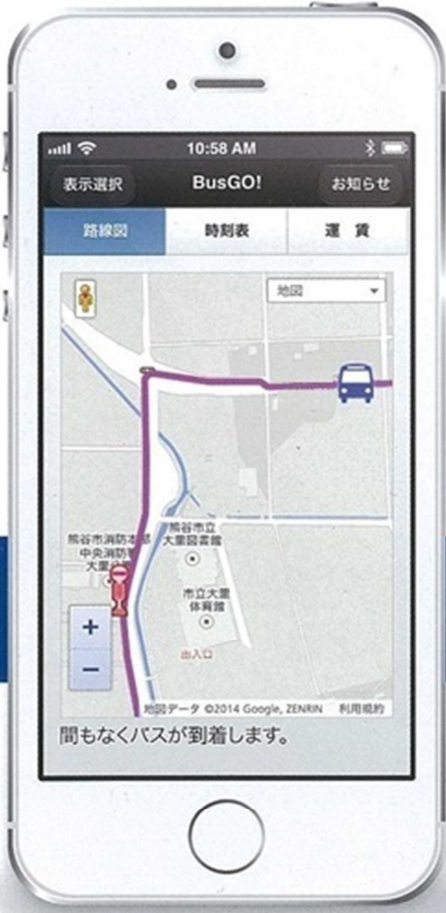 10:58 AM
表示選択
BusGO!
お知らせ
路線図
時刻表
運 賃
地図
熊谷市消防本部
中央消防署
大里
熊谷市立
大里図書館
市立大里
体育館
+
−
出入口
地図データ ©2014 Google, ZENRIN 利用規約
間もなくバスが到着します。